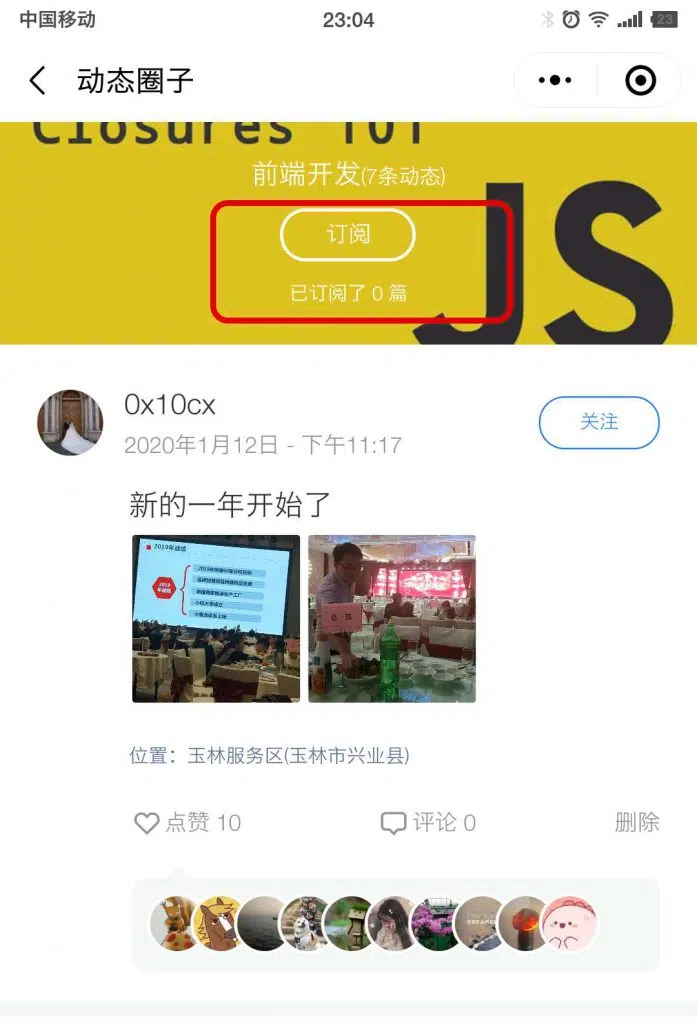 中国移动
23:04
23
动态圈子
Closures 101
前端开发(7条动态)
JS
订阅
已订阅了 0 篇
0x10cx
2020年1月12日 - 下午11:17
关注
新的一年开始了
2019年战绩
2019
位置：玉林服务区(玉林市兴业县)
点赞 10
评论 0
删除